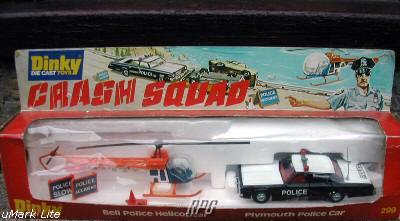 Dinky
DIE CAST TOYS
POLICE
POLICE
ACCIDENT
CRASH SQUAD
POLICE
SLOW
POLICE
ACCIDENT
POLICE
Dinky
Bell Police Helicopter
Plymouth Police Car
299
uMark Lite